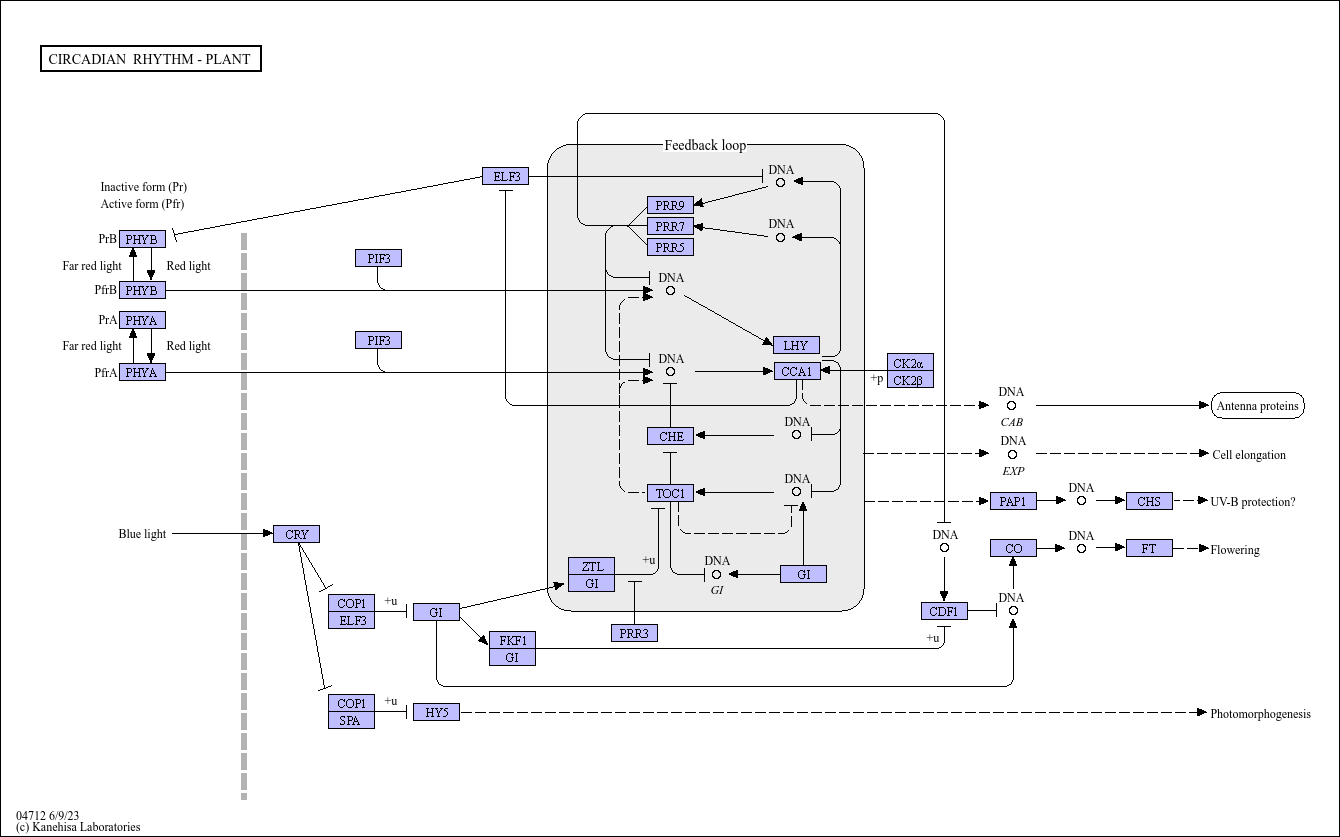 CIRCADIAN RHYTHM - PLANT
Feedback loop
DNA
ELF3
Inactive form (Pr)
Active form (Pfr)
PRR9
PRR7
PRR5
DNA
PrB
PHYB
Far red light
Red light
PfrB
PHYB
PIF3
DNA
PrA
PHYA
Far red light
Red light
PfrA
PHYA
PIF3
DNA
LHY
CCA1
+p
CK2α
CK2β
DNA
CAB
Antenna proteins
CHE
DNA
DNA
EXP
Cell elongation
TOC1
DNA
PAP1
DNA
CHS
UV-B protection?
Blue light
CRY
DNA
CO
DNA
FT
Flowering
ZTL
GI
+u
DNA
GI
GI
COP1
ELF3
+u
GI
CDF1
DNA
PRR3
FKF1
GI
+u
COP1
SPA
+u
HY5
Photomorphogenesis
04712 6/9/23
(c) Kanehisa Laboratories